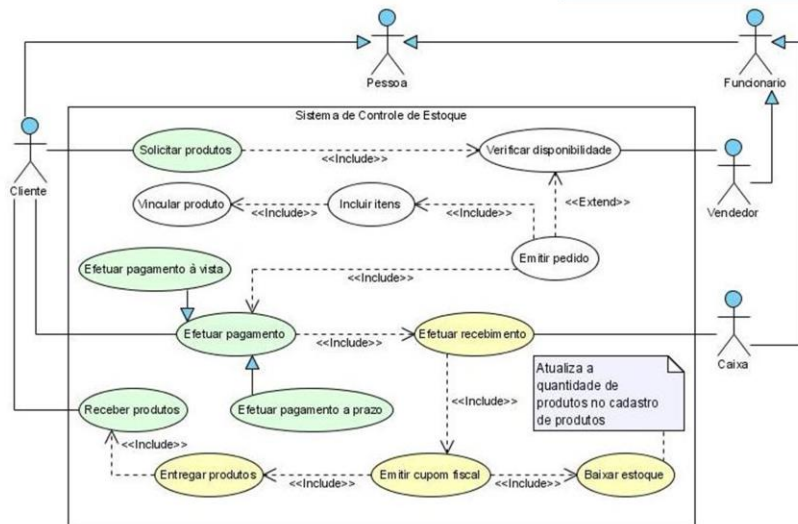 Pessoa
Funcionario
Sistema de Controle de Estoque
Solicitar produtos
<<Include>>
Verificar disponibilidade
Cliente
Vendedor
Vincular produto
<<Include>>
Incluir itens
<<Include>>
<<Extend>>
Emitir pedido
Efetuar pagamento à vista
<<Include>>
Efetuar pagamento
<<Include>>
Efetuar recebimento
Caixa
Atualiza a
quantidade de
produtos no cadastro
de produtos
Receber produtos
Efetuar pagamento a prazo
<<Include>>
<<Include>>
Entregar produtos
<<Include>>
Emitir cupom fiscal
<<Include>>
Baixar estoque